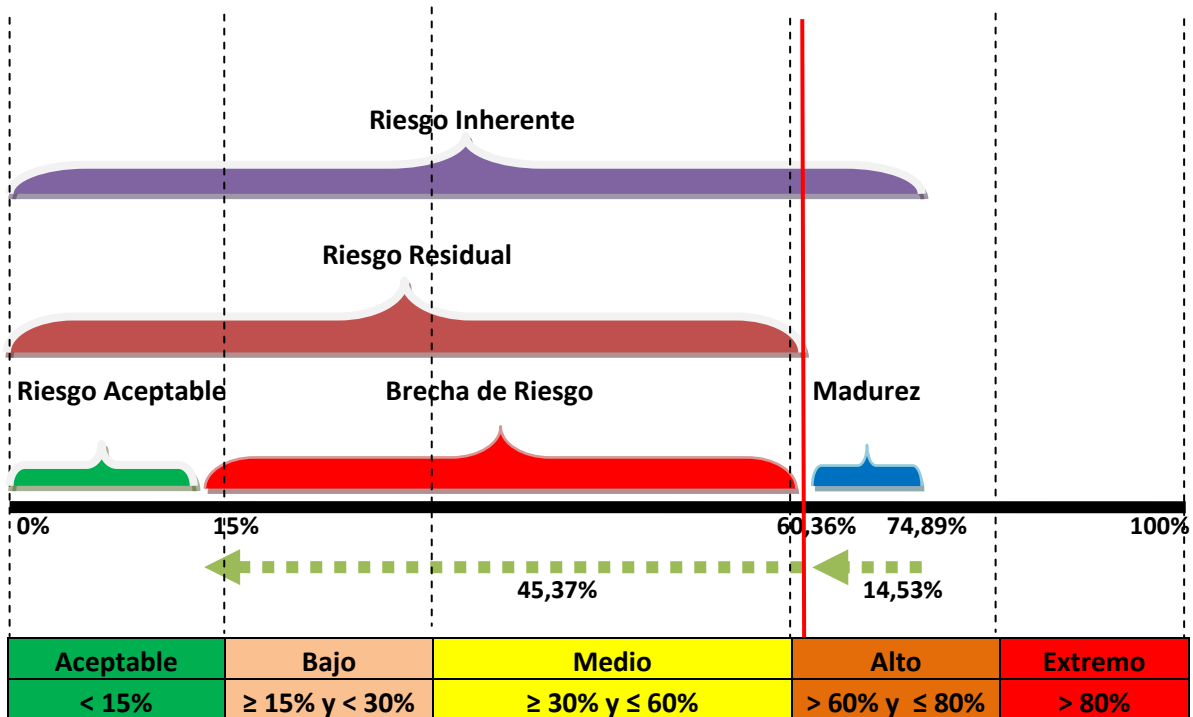 Riesgo Inherente
Riesgo Residual
Riesgo Aceptable Brecha de Riesgo Madurez
0% 15% 60,36% 74,89% 100%
45,37% 14,53%
Aceptable Bajo Medio Alto Extremo
< 15% ≥ 15% y < 30% ≥ 30% y ≤ 60% > 60% y ≤ 80% > 80%